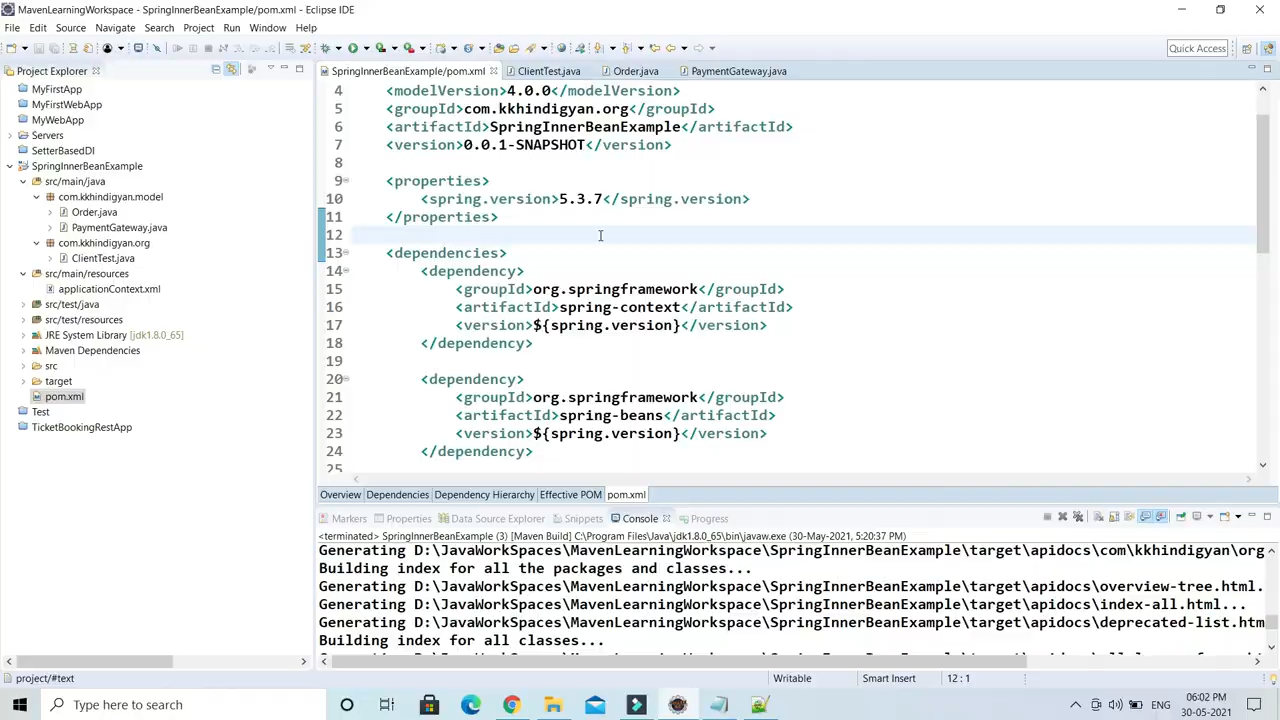 MavenLearningWorkspace - SpringInnerBeanExample/pom.xml - Eclipse IDE
File Edit Source Navigate Search Project Run Window Help
Quick Access
Project Explorer
MyFirstApp
MyFirstWebApp
MyWebApp
Servers
SetterBasedDI
SpringInnerBeanExample
src/main/java
com.kkhindigyan.model
Order.java
PaymentGateway.java
com.kkhindigyan.org
ClientTest.java
src/main/resources
applicationContext.xml
src/test/java
src/test/resources
JRE System Library [jdk1.8.0_65]
Maven Dependencies
src
target
pom.xml
Test
TicketBookingRestApp
SpringInnerBeanExample/pom.xml ClientTest.java Order.java PaymentGateway.java
4 <modelVersion>4.0.0</modelVersion>
5 <groupId>com.kkhindigyan.org</groupId>
6 <artifactId>SpringInnerBeanExample</artifactId>
7 <version>0.0.1-SNAPSHOT</version>
8
9 <properties>
10 <spring.version>5.3.7</spring.version>
11 </properties>
12
13 <dependencies>
14 <dependency>
15 <groupId>org.springframework</groupId>
16 <artifactId>spring-context</artifactId>
17 <version>${spring.version}</version>
18 </dependency>
19
20 <dependency>
21 <groupId>org.springframework</groupId>
22 <artifactId>spring-beans</artifactId>
23 <version>${spring.version}</version>
24 </dependency>
25
Overview Dependencies Dependency Hierarchy Effective POM pom.xml
Markers Properties Data Source Explorer Snippets Console Progress
<terminated> SpringInnerBeanExample (3) [Maven Build] C:\Program Files\Java\jdk1.8.0_65\bin\javaw.exe (30-May-2021, 5:20:37 PM)
Generating D:\JavaWorkSpaces\MavenLearningWorkspace\SpringInnerBeanExample\target\apidocs\com\kkhindigyan\org
Building index for all the packages and classes...
Generating D:\JavaWorkSpaces\MavenLearningWorkspace\SpringInnerBeanExample\target\apidocs\overview-tree.html.
Generating D:\JavaWorkSpaces\MavenLearningWorkspace\SpringInnerBeanExample\target\apidocs\index-all.html...
Generating D:\JavaWorkSpaces\MavenLearningWorkspace\SpringInnerBeanExample\target\apidocs\deprecated-list.htm
Building index for all classes...
project/#text Writable Smart Insert 12 : 1
Type here to search
ENG
06:02 PM
30-05-2021